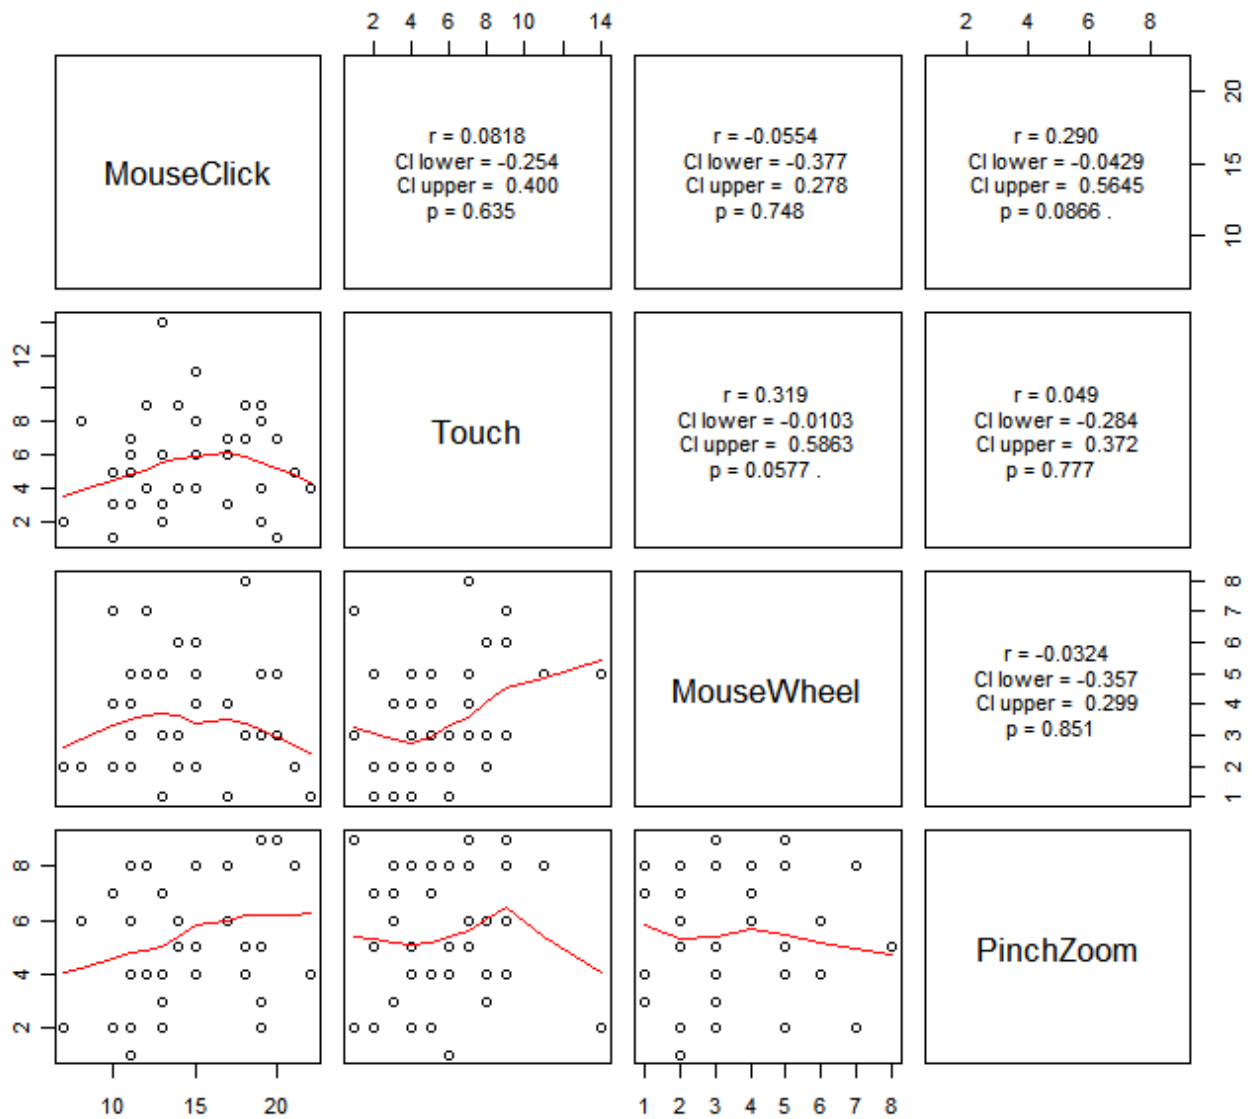 2 4 6 8 10 14
2 4 6 8
MouseClick
r = 0.0818
CI lower = -0.254
CI upper = 0.400
p = 0.635
r = -0.0554
CI lower = -0.377
CI upper = 0.278
p = 0.748
r = 0.290
CI lower = -0.0429
CI upper = 0.5645
p = 0.0866 .
20
15
10
12
8
6
4
2
Touch
r = 0.319
CI lower = -0.0103
CI upper = 0.5863
p = 0.0577 .
r = 0.049
CI lower = -0.284
CI upper = 0.372
p = 0.777
MouseWheel
r = -0.0324
CI lower = -0.357
CI upper = 0.299
p = 0.851
8
7
6
5
4
3
2
1
8
6
4
2
PinchZoom
10 15 20
1 2 3 4 5 6 7 8